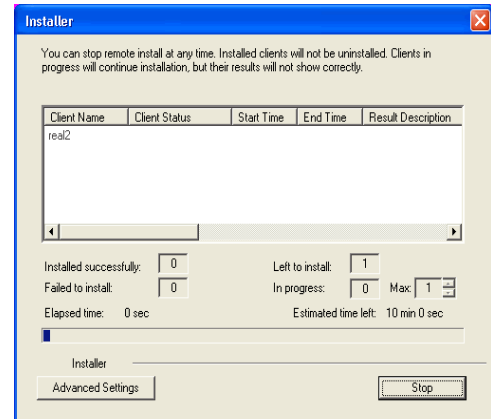 Installer
You can stop remote install at any time. Installed clients will not be uninstalled. Clients in
progress will continue installation, but their results will not show correctly.
Client Name Client Status Start Time End Time Result Description
real2
Installed successfully: 0 Left to install: 1
Failed to install: 0 In progress: 0 Max: 1
Elapsed time: 0 sec Estimated time left: 10 min 0 sec
Installer
Advanced Settings Stop